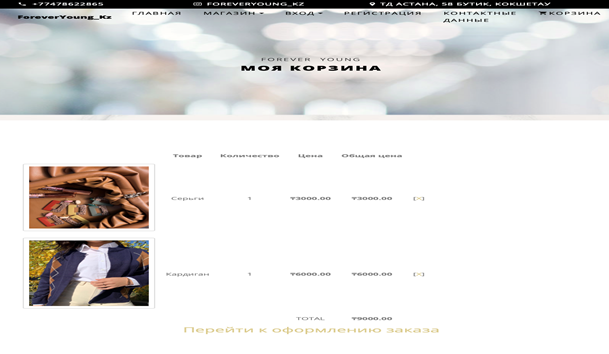 +77478622865 FOREVERYOUNG_KZ ТД АСТАНА, 58 БУТИК, КОКШЕТАУ
ForeverYoung_Kz ГЛАВНАЯ МАГАЗИН ВХОД РЕГИСТРАЦИЯ КОНТАКТНЫЕ ДАННЫЕ КОРЗИНА
FOREVER YOUNG
МОЯ КОРЗИНА
Товар Количество Цена Общая цена
Серьги 1 ₸3000.00 ₸3000.00 [X]
Кардиган 1 ₸6000.00 ₸6000.00 [X]
TOTAL ₸9000.00
Перейти к оформлению заказа